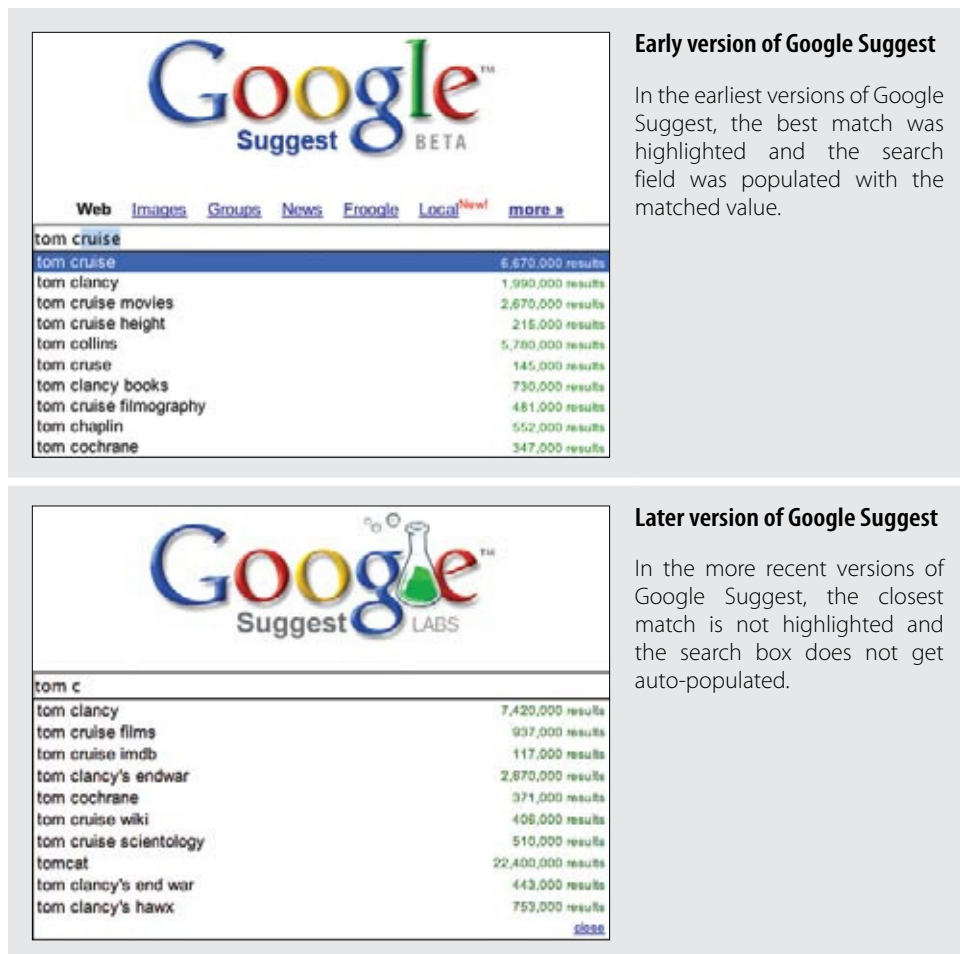 Google™
Suggest BETA
Web Images Groups News Froogle Local New! more »
tom cruise
tom cruise 6,670,000 results
tom clancy 1,990,000 results
tom cruise movies 2,670,000 results
tom cruise height 215,000 results
tom collins 5,780,000 results
tom cruse 145,000 results
tom clancy books 730,000 results
tom cruise filmography 481,000 results
tom chaplin 552,000 results
tom cochrane 347,000 results
Early version of Google Suggest
In the earliest versions of Google
Suggest, the best match was
highlighted and the search
field was populated with the
matched value.
Google™
Suggest LABS
tom c
tom clancy 7,420,000 results
tom cruise films 937,000 results
tom cruise imdb 117,000 results
tom clancy's endwar 2,870,000 results
tom cochrane 371,000 results
tom cruise wiki 408,000 results
tom cruise scientology 510,000 results
tomcat 22,400,000 results
tom clancy's end war 443,000 results
tom clancy's hawx 753,000 results
close
Later version of Google Suggest
In the more recent versions of
Google Suggest, the closest
match is not highlighted and
the search box does not get
auto-populated.